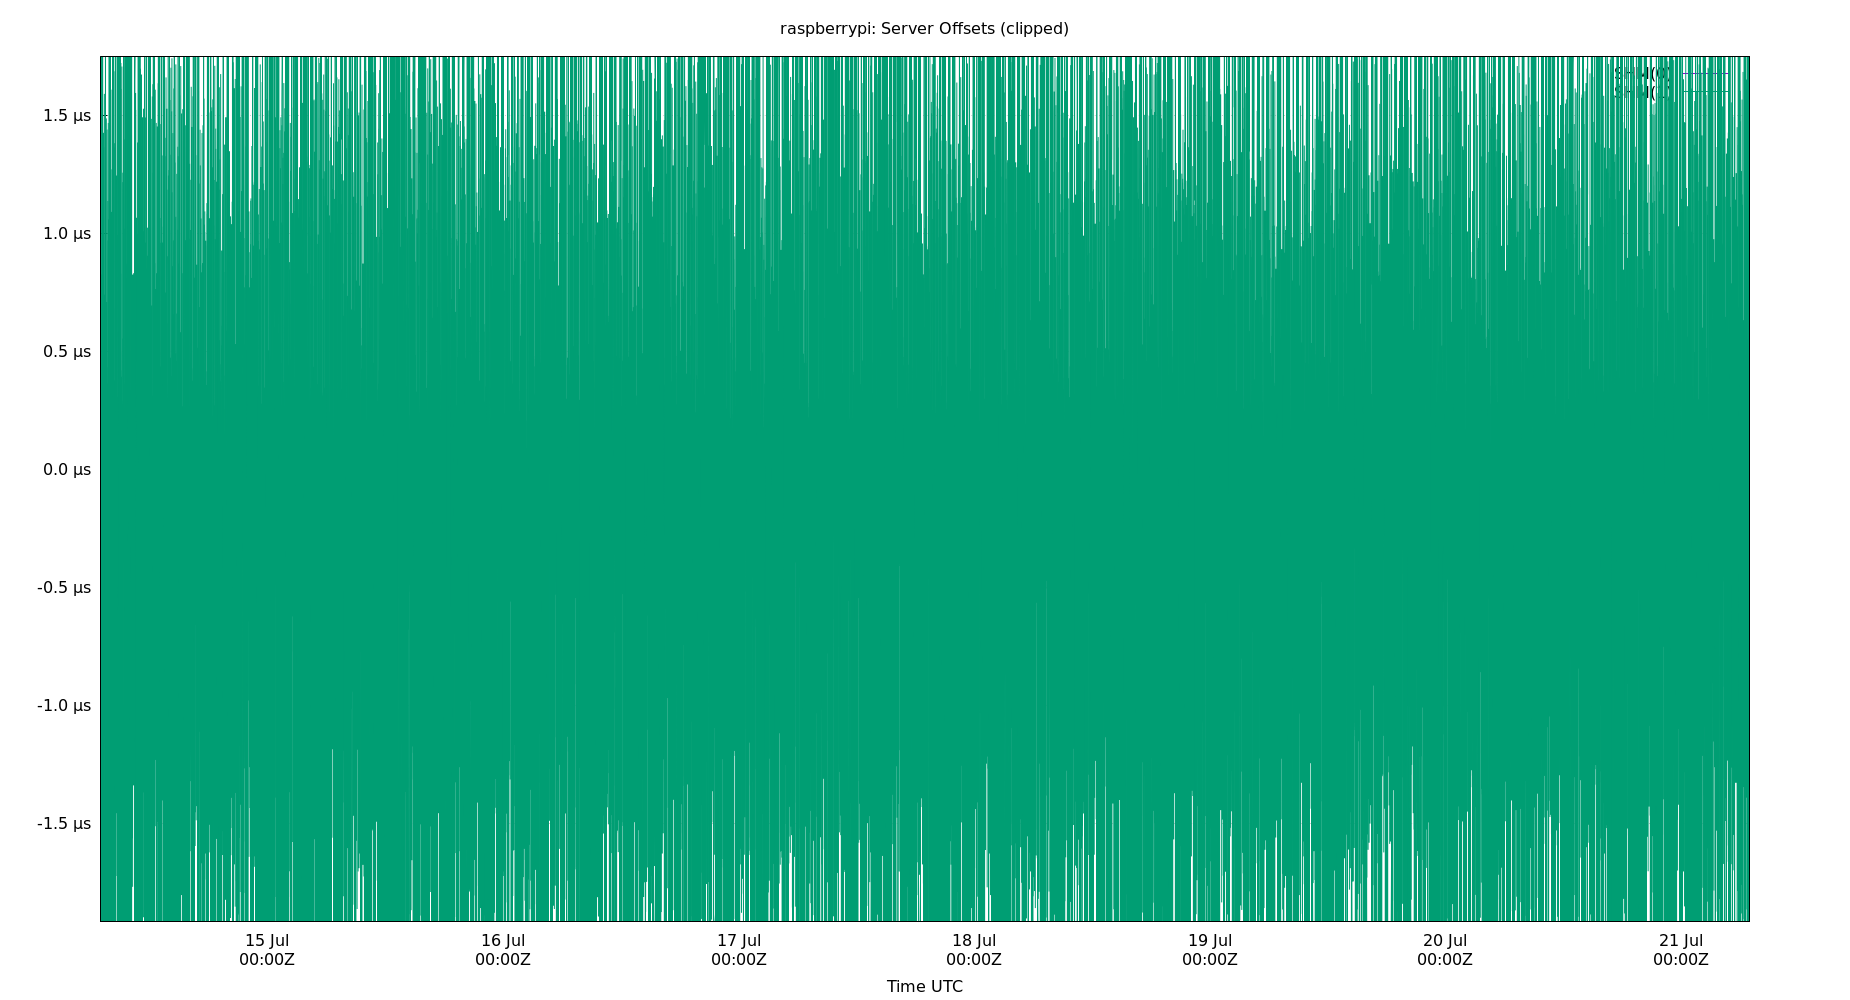 raspberrypi: Server Offsets (clipped)
SHM(0)
1.5 µs
1.0 µs
0.5 µs
0.0 µs
-0.5 µs
-1.0 µs
-1.5 µs
15 Jul 16 Jul 17 Jul 18 Jul 19 Jul 20 Jul 21 Jul
00:00Z 00:00Z 00:00Z 00:00Z 00:00Z 00:00Z 00:00Z
Time UTC